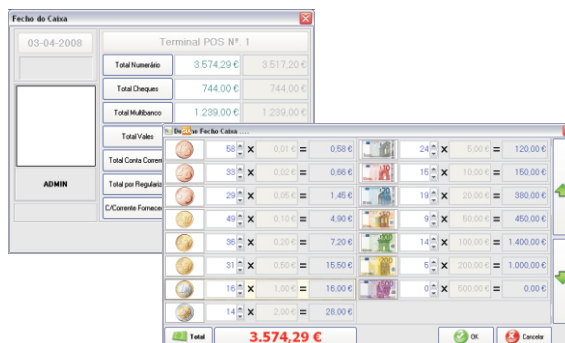 Fecho do Caixa
03-04-2008
Terminal POS Nº. 1
Total Numerário 3.574,29 € 3.517,20 €
Total Cheques 744,00 € 744,00 €
Total Multibanco 1.239,00 € 1.239,00 €
Total Vales
Total Conta Corren
Total por Regulariz
C/Corrente Fornece
ADMIN
Fecho Caixa ....
58 x 0,01 € = 0,58 € 24 x 5,00 € = 120,00 €
33 x 0,02 € = 0,66 € 15 x 10,00 € = 150,00 €
29 x 0,05 € = 1,45 € 19 x 20,00 € = 380,00 €
49 x 0,10 € = 4,90 € 9 x 50,00 € = 450,00 €
36 x 0,20 € = 7,20 € 14 x 100,00 € = 1.400,00 €
31 x 0,50 € = 15,50 € 5 x 200,00 € = 1.000,00 €
16 x 1,00 € = 16,00 € 0 x 500,00 € = 0,00 €
14 x 2,00 € = 28,00 €
Total 3.574,29 € OK Cancelar